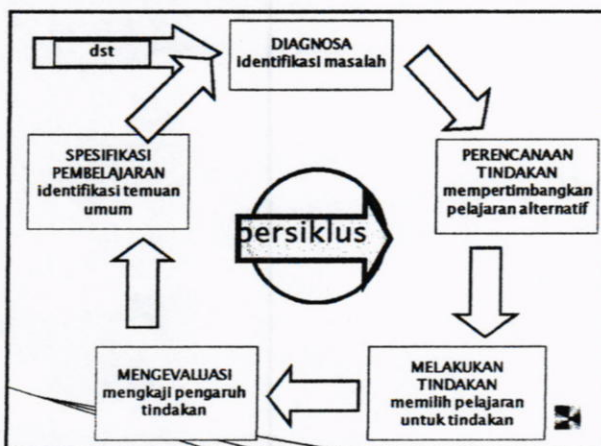 dst
DIAGNOSA
identifikasi masalah
SPESIFIKASI
PEMBELAJARAN
identifikasi temuan
umum
PERENCANAAN
TINDAKAN
mempertimbangkan
pelajaran alternatif
bersiklus
MENGEVALUASI
mengkaji pengaruh
tindakan
MELAKUKAN
TINDAKAN
memilih pelajaran
untuk tindakan